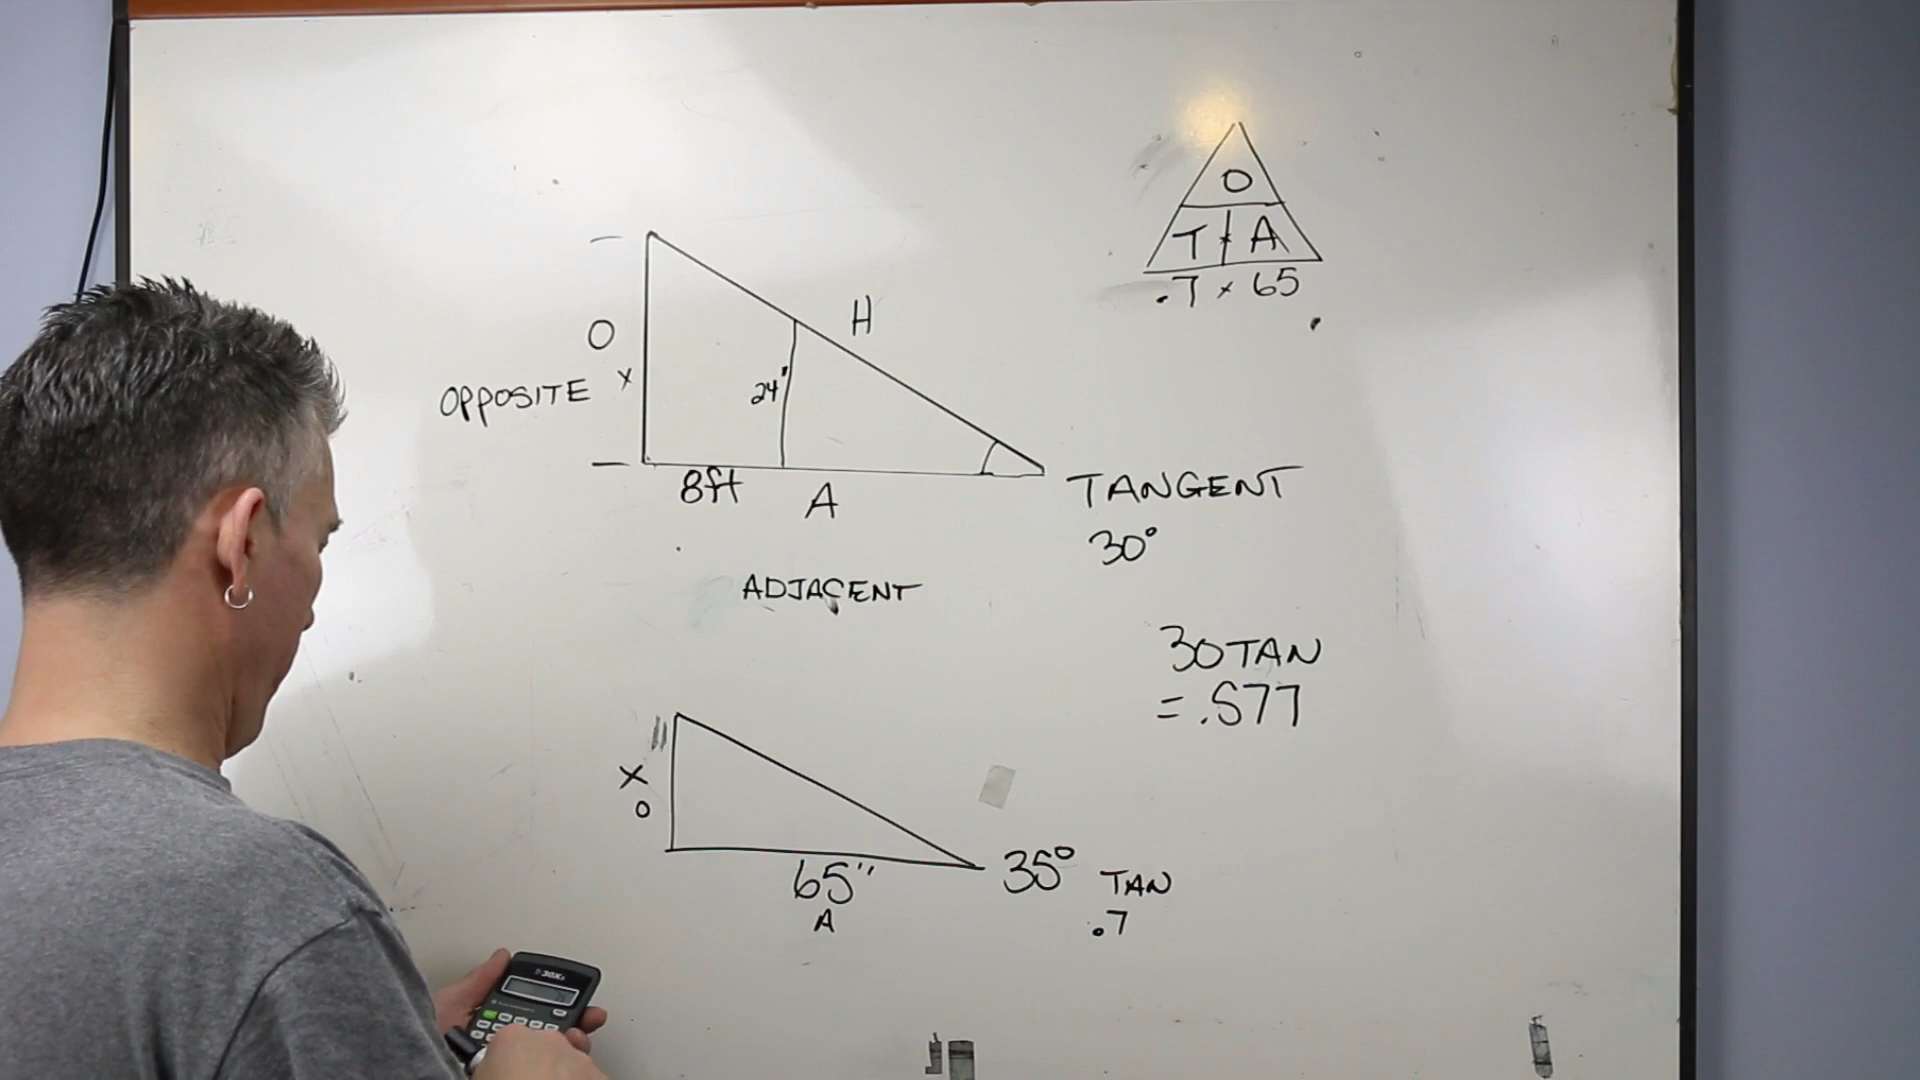 O
T × A
.7 × 65
H
O
OPPOSITE x
24"
8ft
A
TANGENT
30°
ADJACENT
30TAN
= .577
X
O
65"
A
35°
TAN
.7